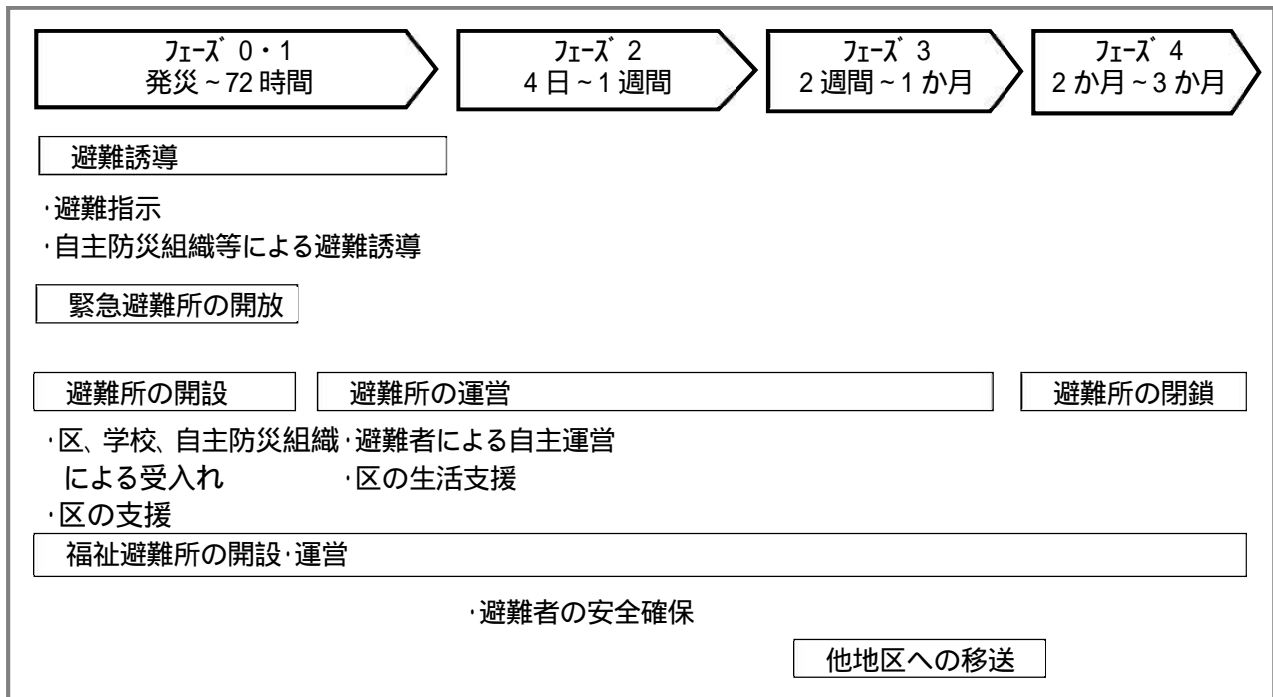 ﾌｪｰｽﾞ 0・1
発災～72 時間
ﾌｪｰｽﾞ 2
4 日～1 週間
ﾌｪｰｽﾞ 3
2 週間～1 か月
ﾌｪｰｽﾞ 4
2 か月～3 か月
避難誘導
･避難指示
･自主防災組織等による避難誘導
緊急避難所の開放
避難所の開設
避難所の運営
避難所の閉鎖
･区、学校、自主防災組織
による受入れ
･区の支援
･避難者による自主運営
･区の生活支援
福祉避難所の開設･運営
･避難者の安全確保
他地区への移送